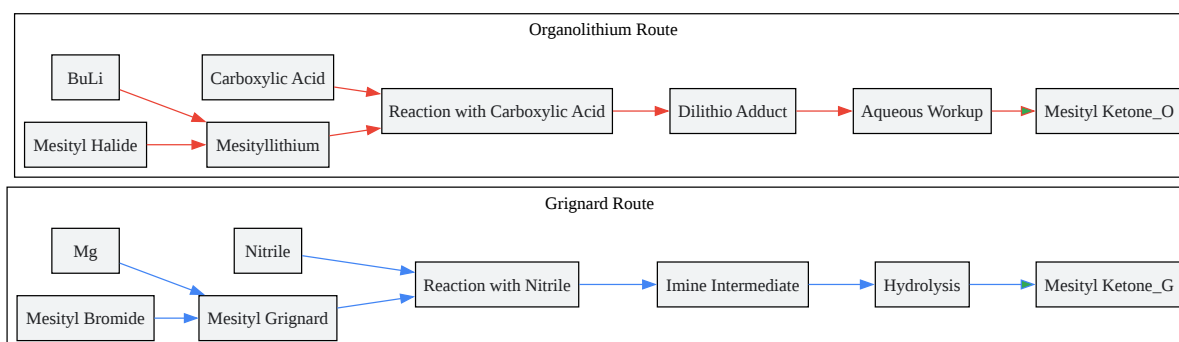 Organolithium Route
BuLi
Carboxylic Acid
Mesityl Halide
Mesityllithium
Reaction with Carboxylic Acid
Dilithio Adduct
Aqueous Workup
Mesityl Ketone_O
Grignard Route
Mg
Nitrile
Mesityl Bromide
Mesityl Grignard
Reaction with Nitrile
Imine Intermediate
Hydrolysis
Mesityl Ketone_G